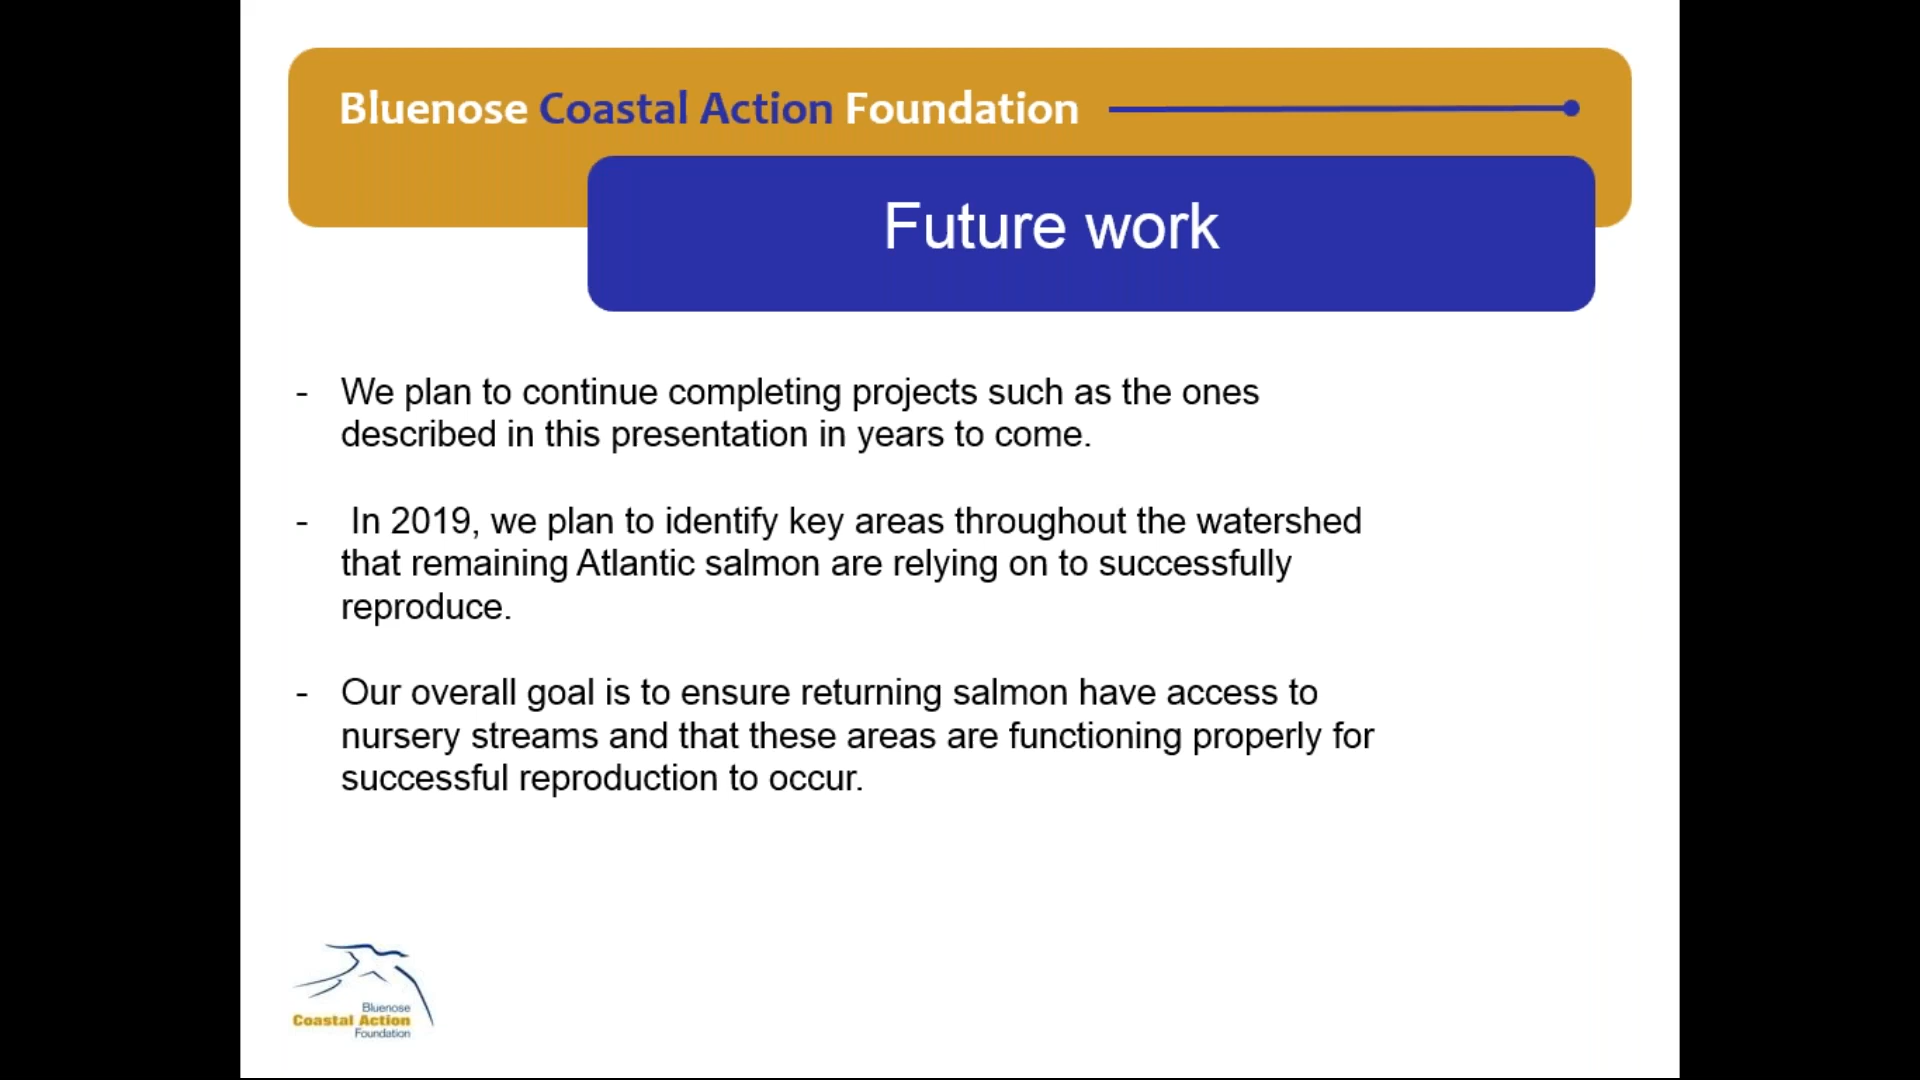 Bluenose Coastal Action Foundation
Future work
- We plan to continue completing projects such as the ones
described in this presentation in years to come.
- In 2019, we plan to identify key areas throughout the watershed
that remaining Atlantic salmon are relying on to successfully
reproduce.
- Our overall goal is to ensure returning salmon have access to
nursery streams and that these areas are functioning properly for
successful reproduction to occur.
Bluenose
Coastal Action
Foundation